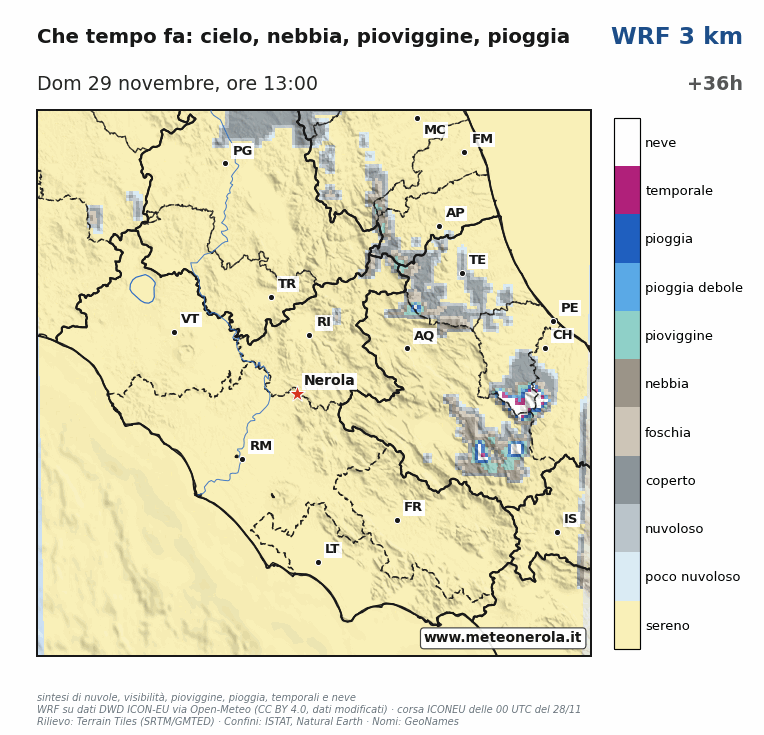 Che tempo fa: cielo, nebbia, pioviggine, pioggia
WRF 3 km
Dom 29 novembre, ore 13:00
+36h
MC
FM
PG
AP
TE
TR
PE
VT
RI
AQ
CH
Nerola
RM
FR
IS
LT
www.meteonerola.it
neve
temporale
pioggia
pioggia debole
pioviggine
nebbia
foschia
coperto
nuvoloso
poco nuvoloso
sereno
sintesi di nuvole, visibilità, pioviggine, pioggia, temporali e neve
WRF su dati DWD ICON-EU via Open-Meteo (CC BY 4.0, dati modificati) · corsa ICONEU delle 00 UTC del 28/11
Rilievo: Terrain Tiles (SRTM/GMTED) · Confini: ISTAT, Natural Earth · Nomi: GeoNames